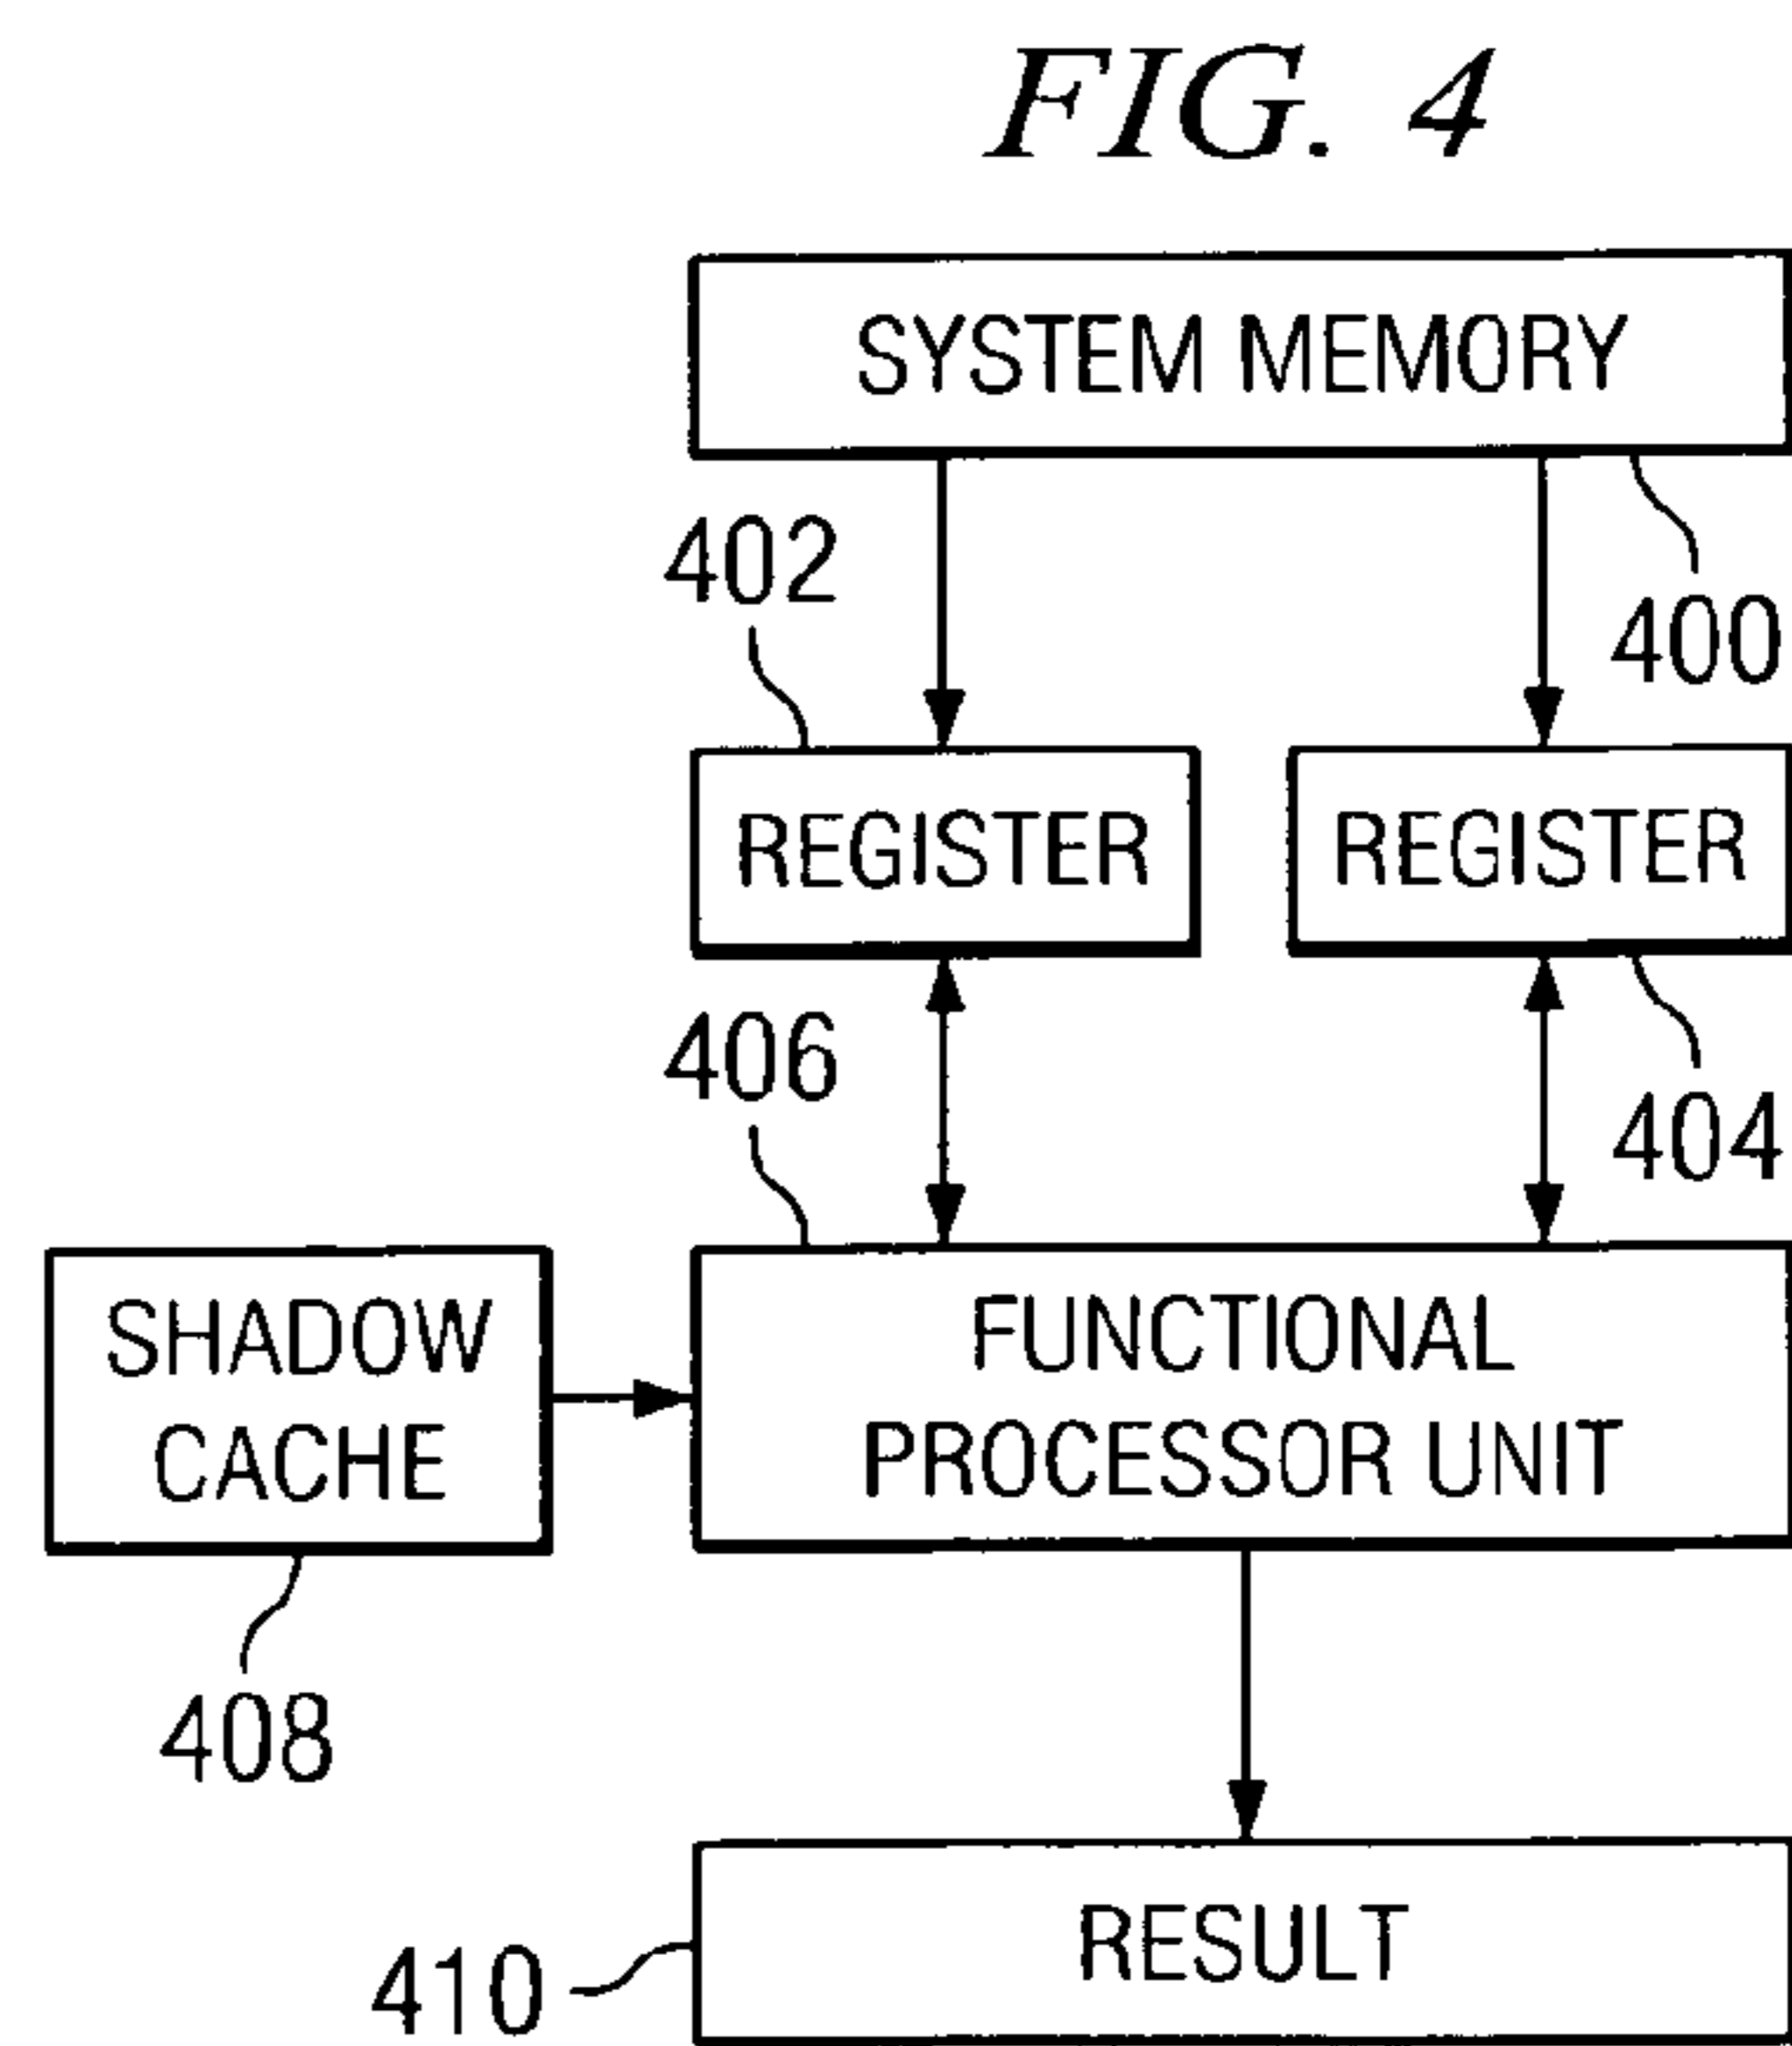 FIG. 4
SYSTEM MEMORY
402
400
REGISTER
REGISTER
406
404
SHADOW
CACHE
FUNCTIONAL
PROCESSOR UNIT
408
RESULT
410